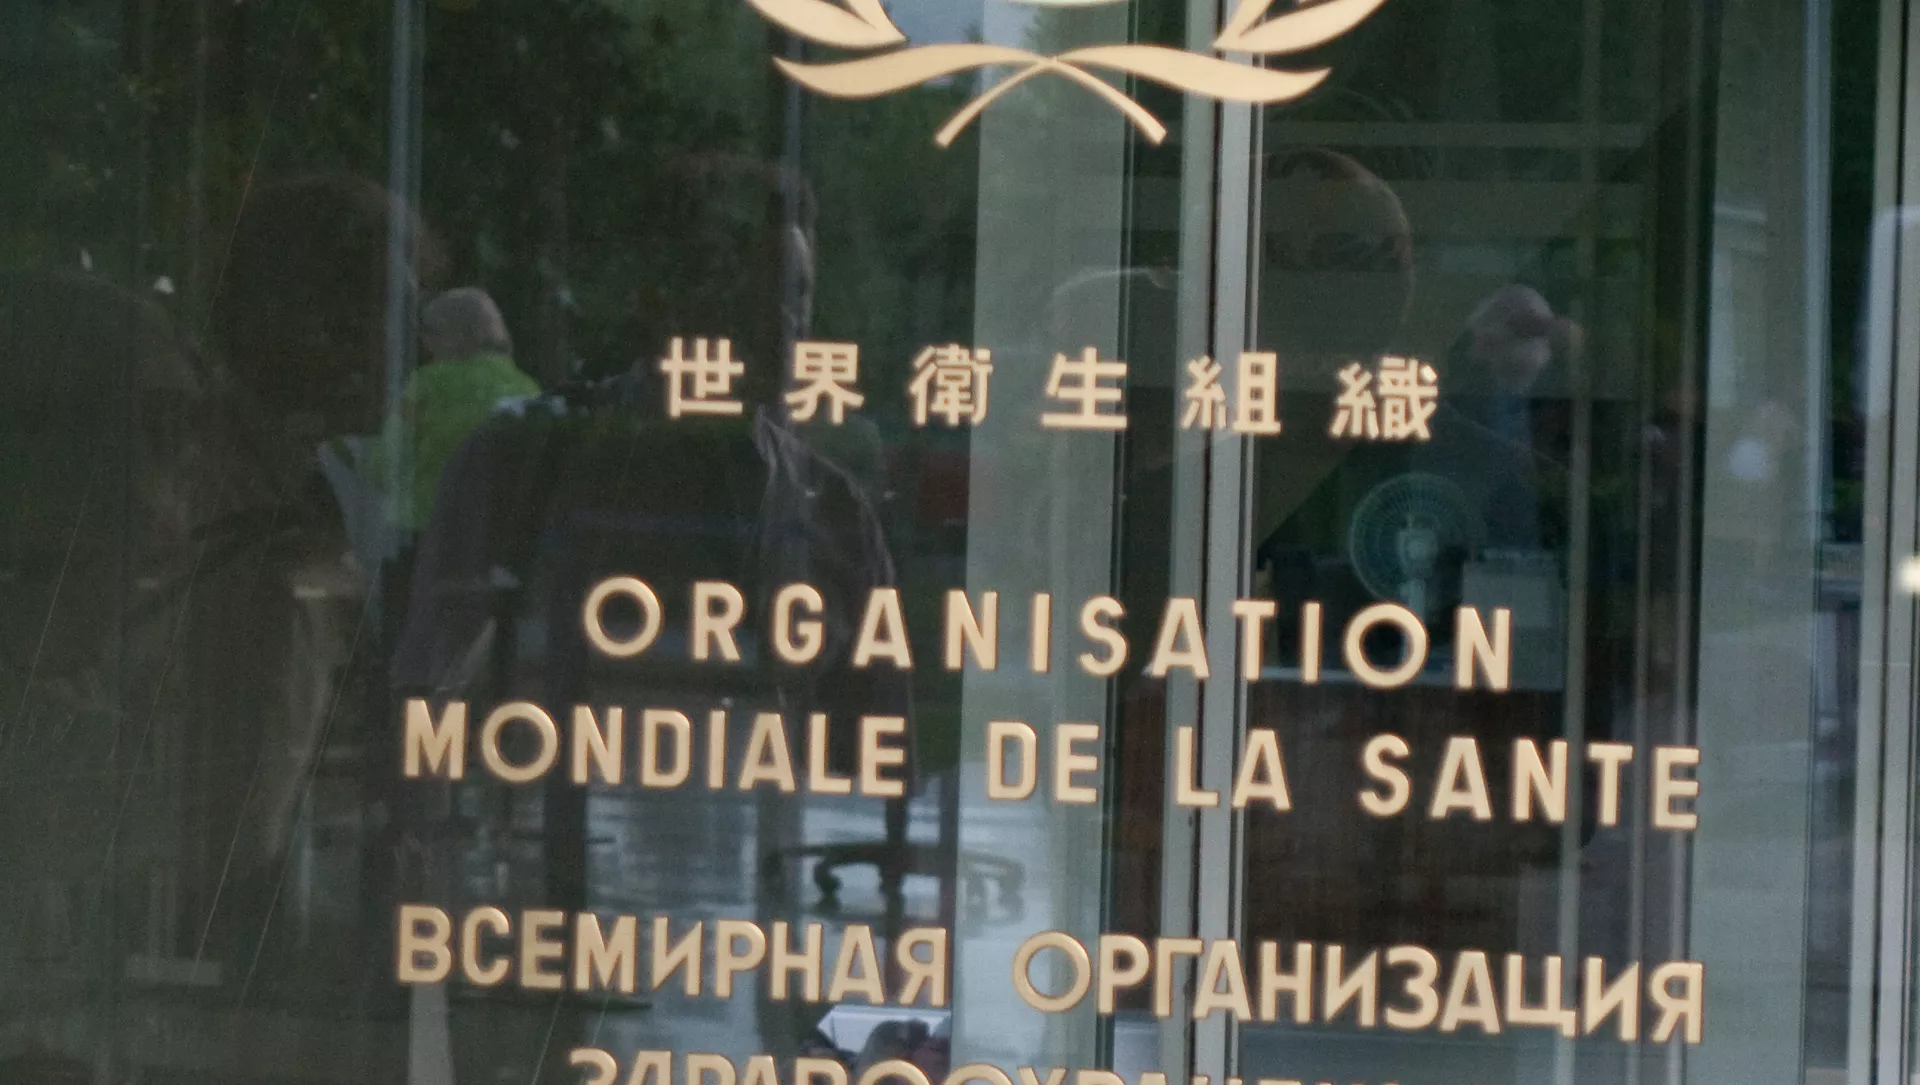 世界衛生組織
ORGANISATION
MONDIALE DE LA SANTE
ВСЕМИРНАЯ ОРГАНИЗАЦИЯ